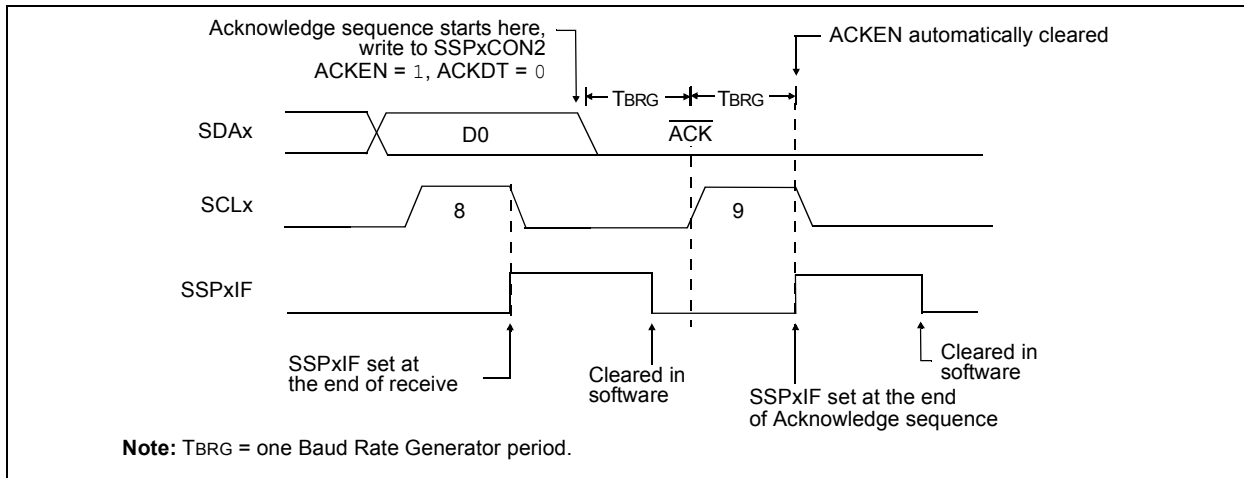 Acknowledge sequence starts here,
write to SSPxCON2
ACKEN = 1, ACKDT = 0
ACKEN automatically cleared
TBRG
TBRG
SDAx
D0
ACK
SCLx
8
9
SSPxIF
SSPxIF set at
the end of receive
Cleared in
software
SSPxIF set at the end
of Acknowledge sequence
Cleared in
software
Note: TBRG = one Baud Rate Generator period.